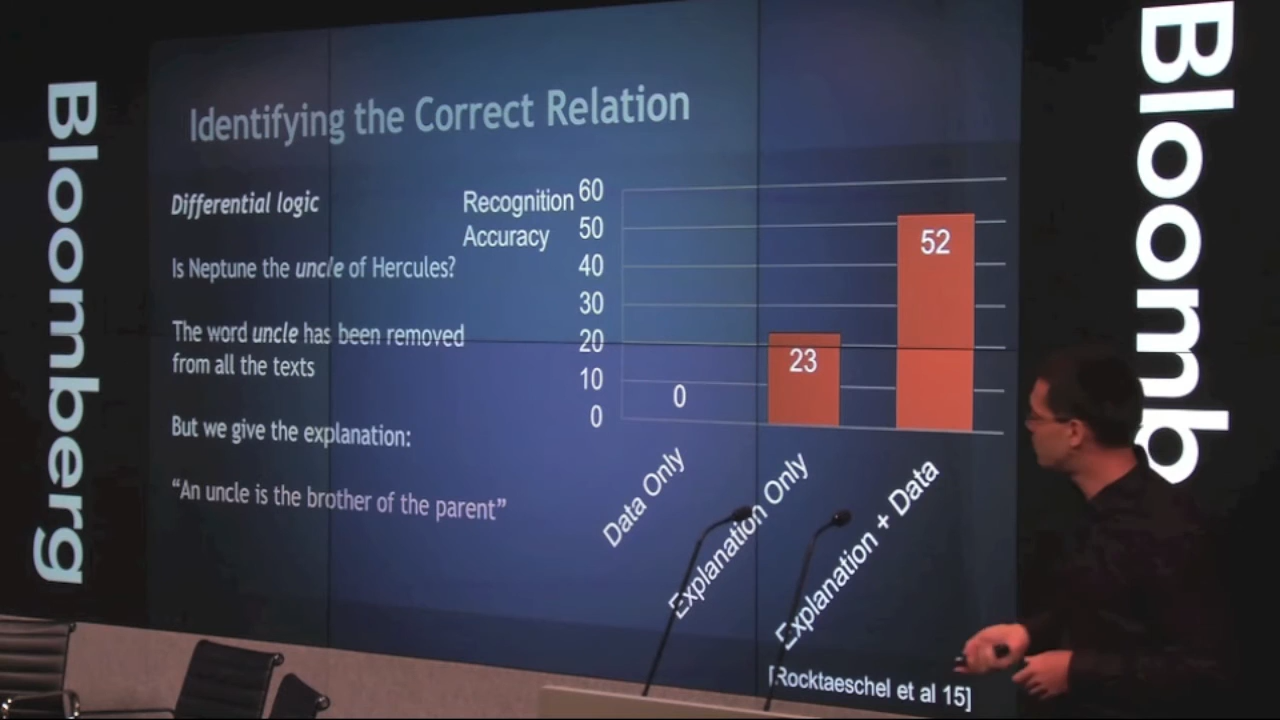 Bloomberg
Identifying the Correct Relation
Differential logic
Is Neptune the uncle of Hercules?
The word uncle has been removed
from all the texts
But we give the explanation:
“An uncle is the brother of the parent”
Recognition
Accuracy
60
50
40
30
20
10
0
0
23
52
Data Only
Explanation Only
Explanation + Data
[Rocktaeschel et al 15]
Bloomb